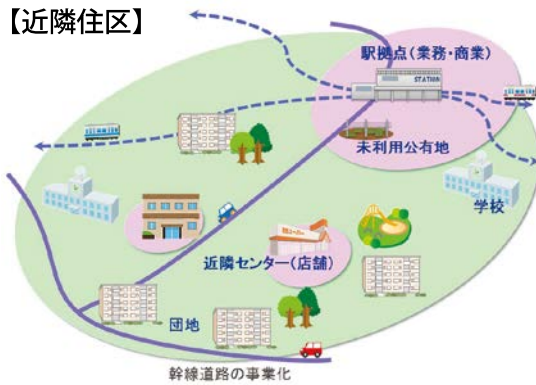 【近隣住区】
駅拠点(業務・商業)
STATION
未利用公有地
学校
近隣センター(店舗)
団地
幹線道路の事業化